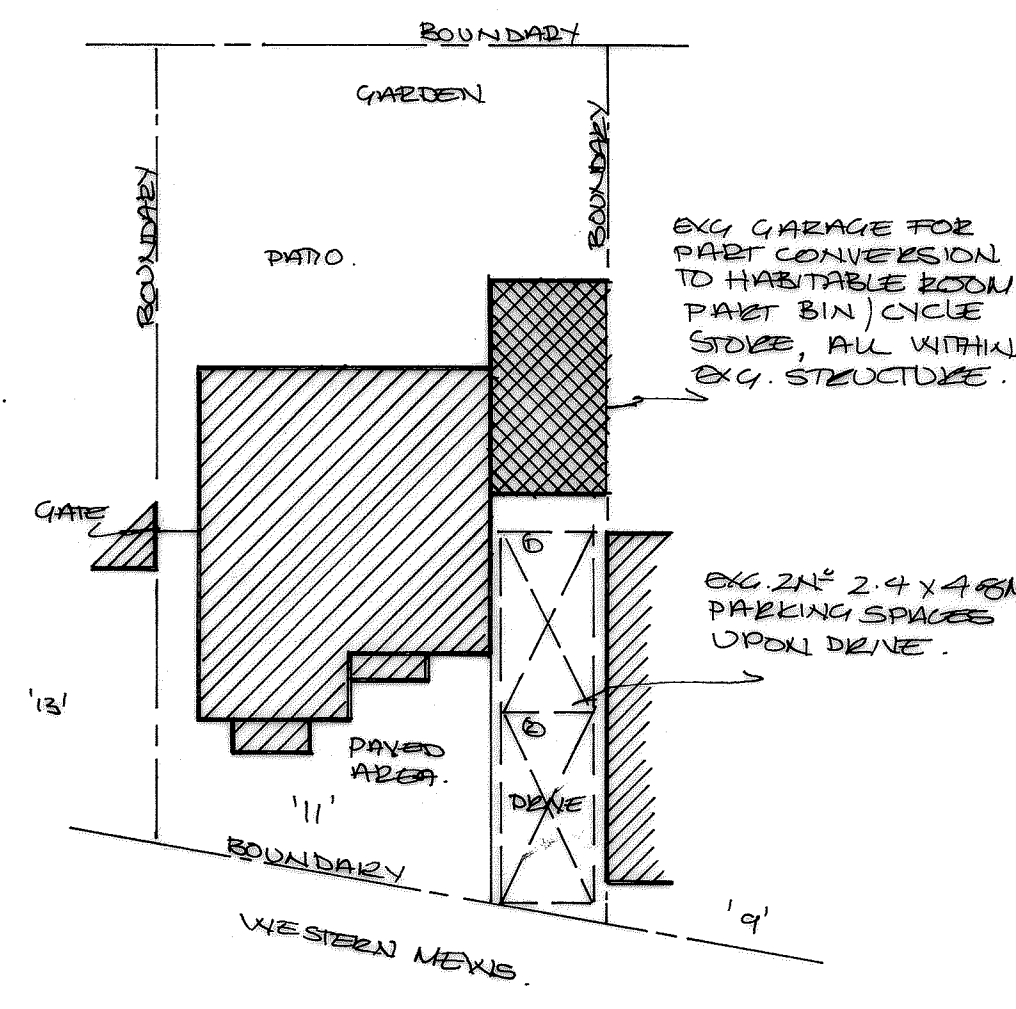 BOUNDARY
GARDEN
BOUNDARY
BOUNDARY
PATIO.
EXG GARAGE FOR
PART CONVERSION
TO HABITABLE ROOM
PART BIN / CYCLE
STORE, ALL WITHIN
EXG. STRUCTURE.
GATE
EXG. 2Nº 2.4 x 4.8M
PARKING SPACES
UPON DRIVE.
'13'
PAVED
AREA.
DRIVE
'11'
BOUNDARY
'9'
WESTERN MEWS.